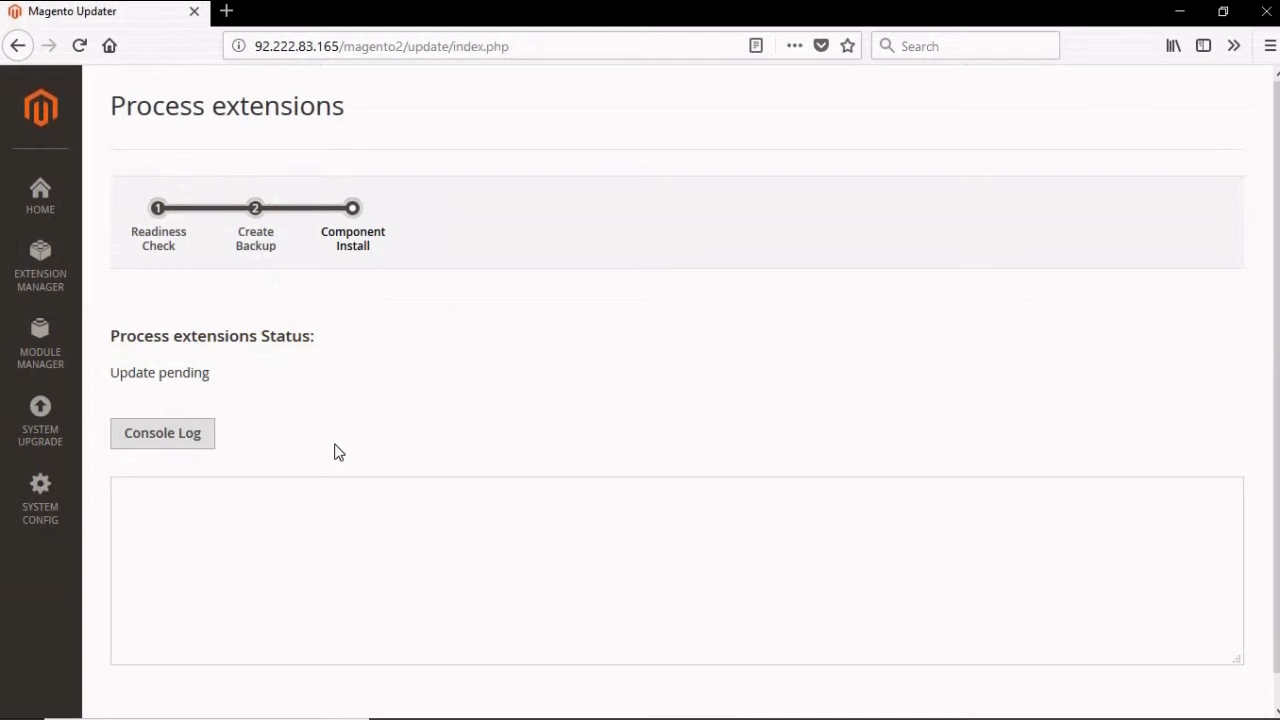 Magento Updater
92.222.83.165/magento2/update/index.php
Search
Process extensions
1
2
Readiness
Check
Create
Backup
Component
Install
HOME
EXTENSION
MANAGER
MODULE
MANAGER
SYSTEM
UPGRADE
SYSTEM
CONFIG
Process extensions Status:
Update pending
Console Log